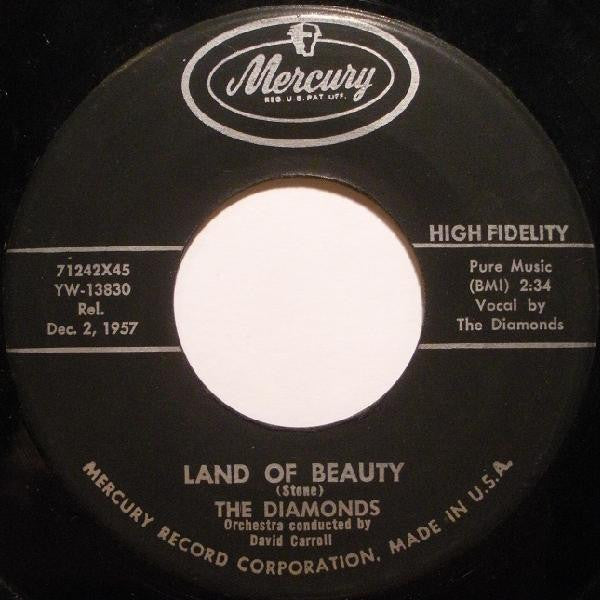 Mercury
REG. U.S. PAT. OFF.
HIGH FIDELITY
71242X45
YW-13830
Rel.
Dec. 2, 1957
Pure Music
(BMI) 2:34
Vocal by
The Diamonds
LAND OF BEAUTY
(Stone)
THE DIAMONDS
Orchestra conducted by
David Carroll
MERCURY RECORD CORPORATION, MADE IN U.S.A.